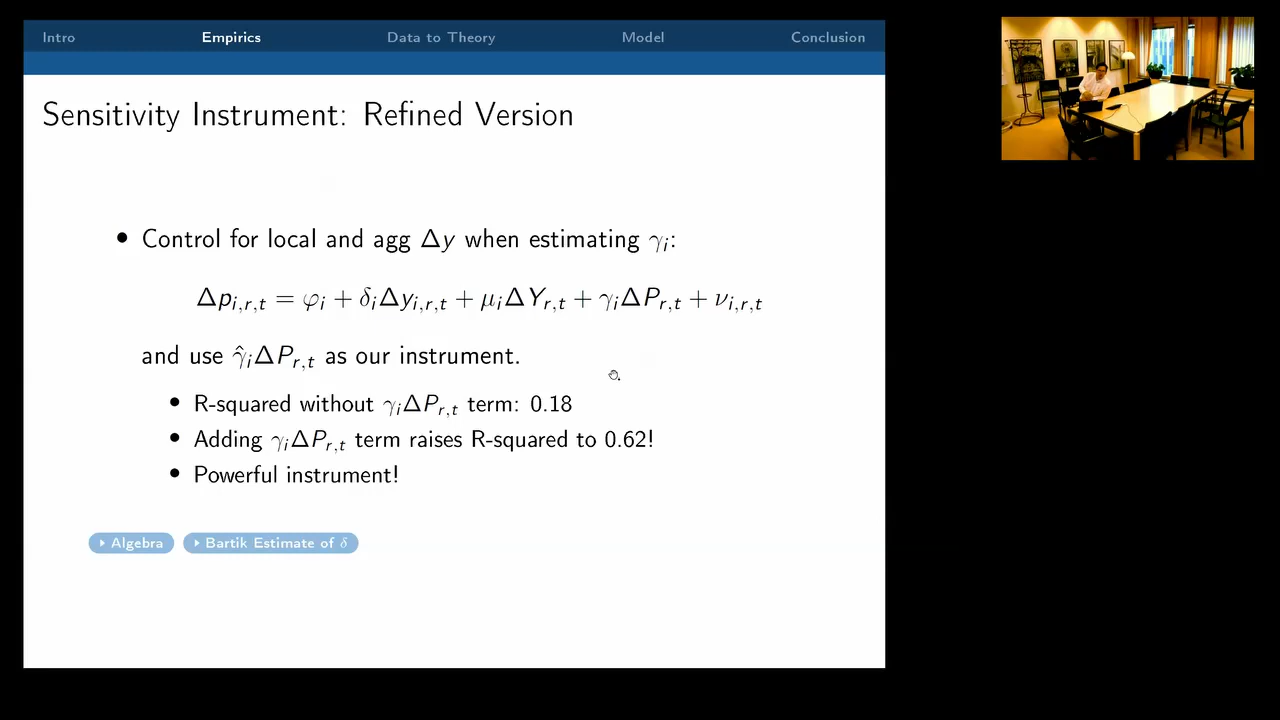 Intro Empirics Data to Theory Model Conclusion
Sensitivity Instrument: Refined Version
• Control for local and agg Δy when estimating γᵢ:
Δp_{i,r,t} = φ_i + δ_iΔy_{i,r,t} + μ_iΔY_{r,t} + γ_iΔP_{r,t} + ν_{i,r,t}
and use γ̂_iΔP_{r,t} as our instrument.
• R-squared without γ_iΔP_{r,t} term: 0.18
• Adding γ_iΔP_{r,t} term raises R-squared to 0.62!
• Powerful instrument!
Algebra Bartik Estimate of δ